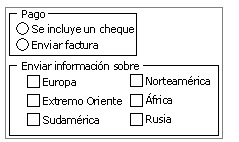 Pago
Se incluye un cheque
Enviar factura
Enviar información sobre
Europa Norteamérica
Extremo Oriente África
Sudamérica Rusia